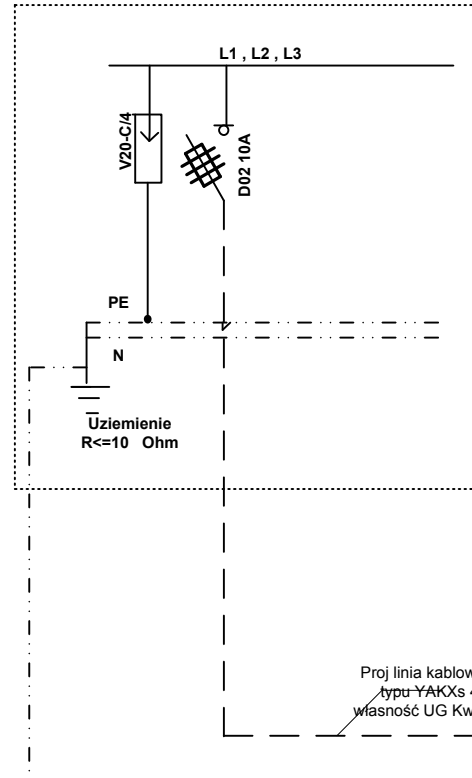 L1 , L2 , L3
V20-C/4
D02 10A
PE
N
Uziemienie
R<=10 Ohm
Proj linia kablow
typu YAKXs 4
własność UG Kw